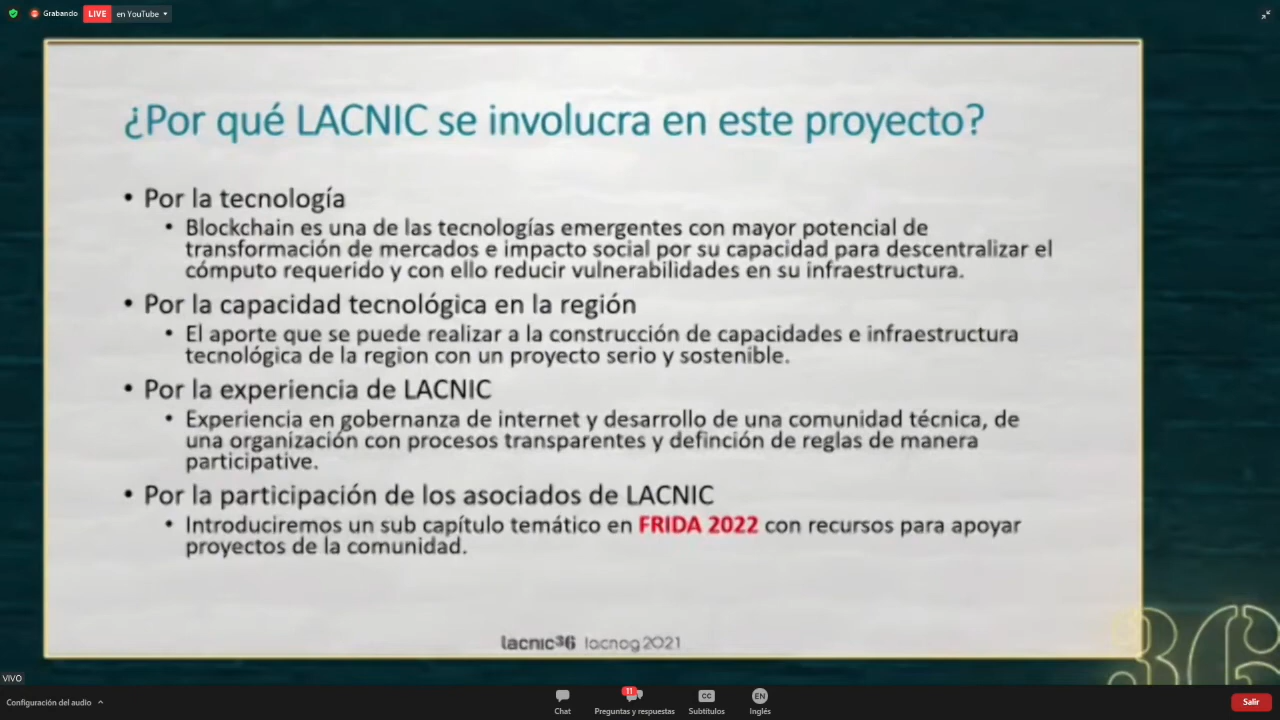 Grabando
LIVE
en YouTube
¿Por qué LACNIC se involucra en este proyecto?
• Por la tecnología
• Blockchain es una de las tecnologías emergentes con mayor potencial de
transformación de mercados e impacto social por su capacidad para descentralizar el
cómputo requerido y con ello reducir vulnerabilidades en su infraestructura.
• Por la capacidad tecnológica en la región
• El aporte que se puede realizar a la construcción de capacidades e infraestructura
tecnológica de la region con un proyecto serio y sostenible.
• Por la experiencia de LACNIC
• Experiencia en gobernanza de internet y desarrollo de una comunidad técnica, de
una organización con procesos transparentes y definción de reglas de manera
participative.
• Por la participación de los asociados de LACNIC
• Introduciremos un sub capítulo temático en FRIDA 2022 con recursos para apoyar
proyectos de la comunidad.
lacnic36 lacnog2021
36
VIVO
Configuración del audio
Chat
11
Preguntas y respuestas
CC
Subtítulos
EN
Inglés
Salir